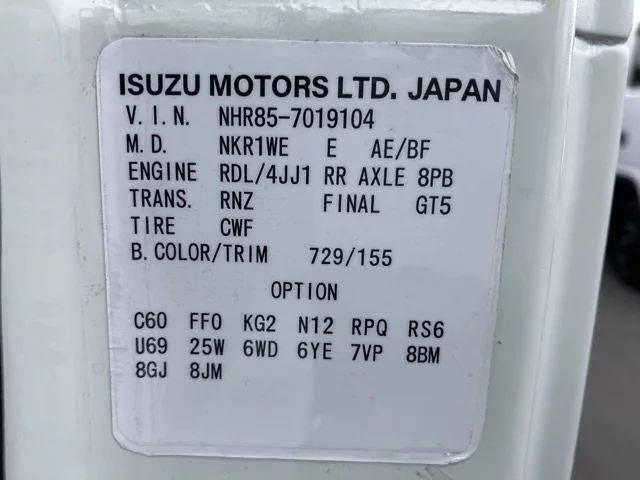 ISUZU MOTORS LTD. JAPAN
V. I. N. NHR85-7019104
M. D. NKR1WE E AE/BF
ENGINE RDL/4JJ1 RR AXLE 8PB
TRANS. RNZ FINAL GT5
TIRE CWF
B. COLOR/TRIM 729/155
OPTION
C60 FF0 KG2 N12 RPQ RS6
U69 25W 6WD 6YE 7VP 8BM
8GJ 8JM